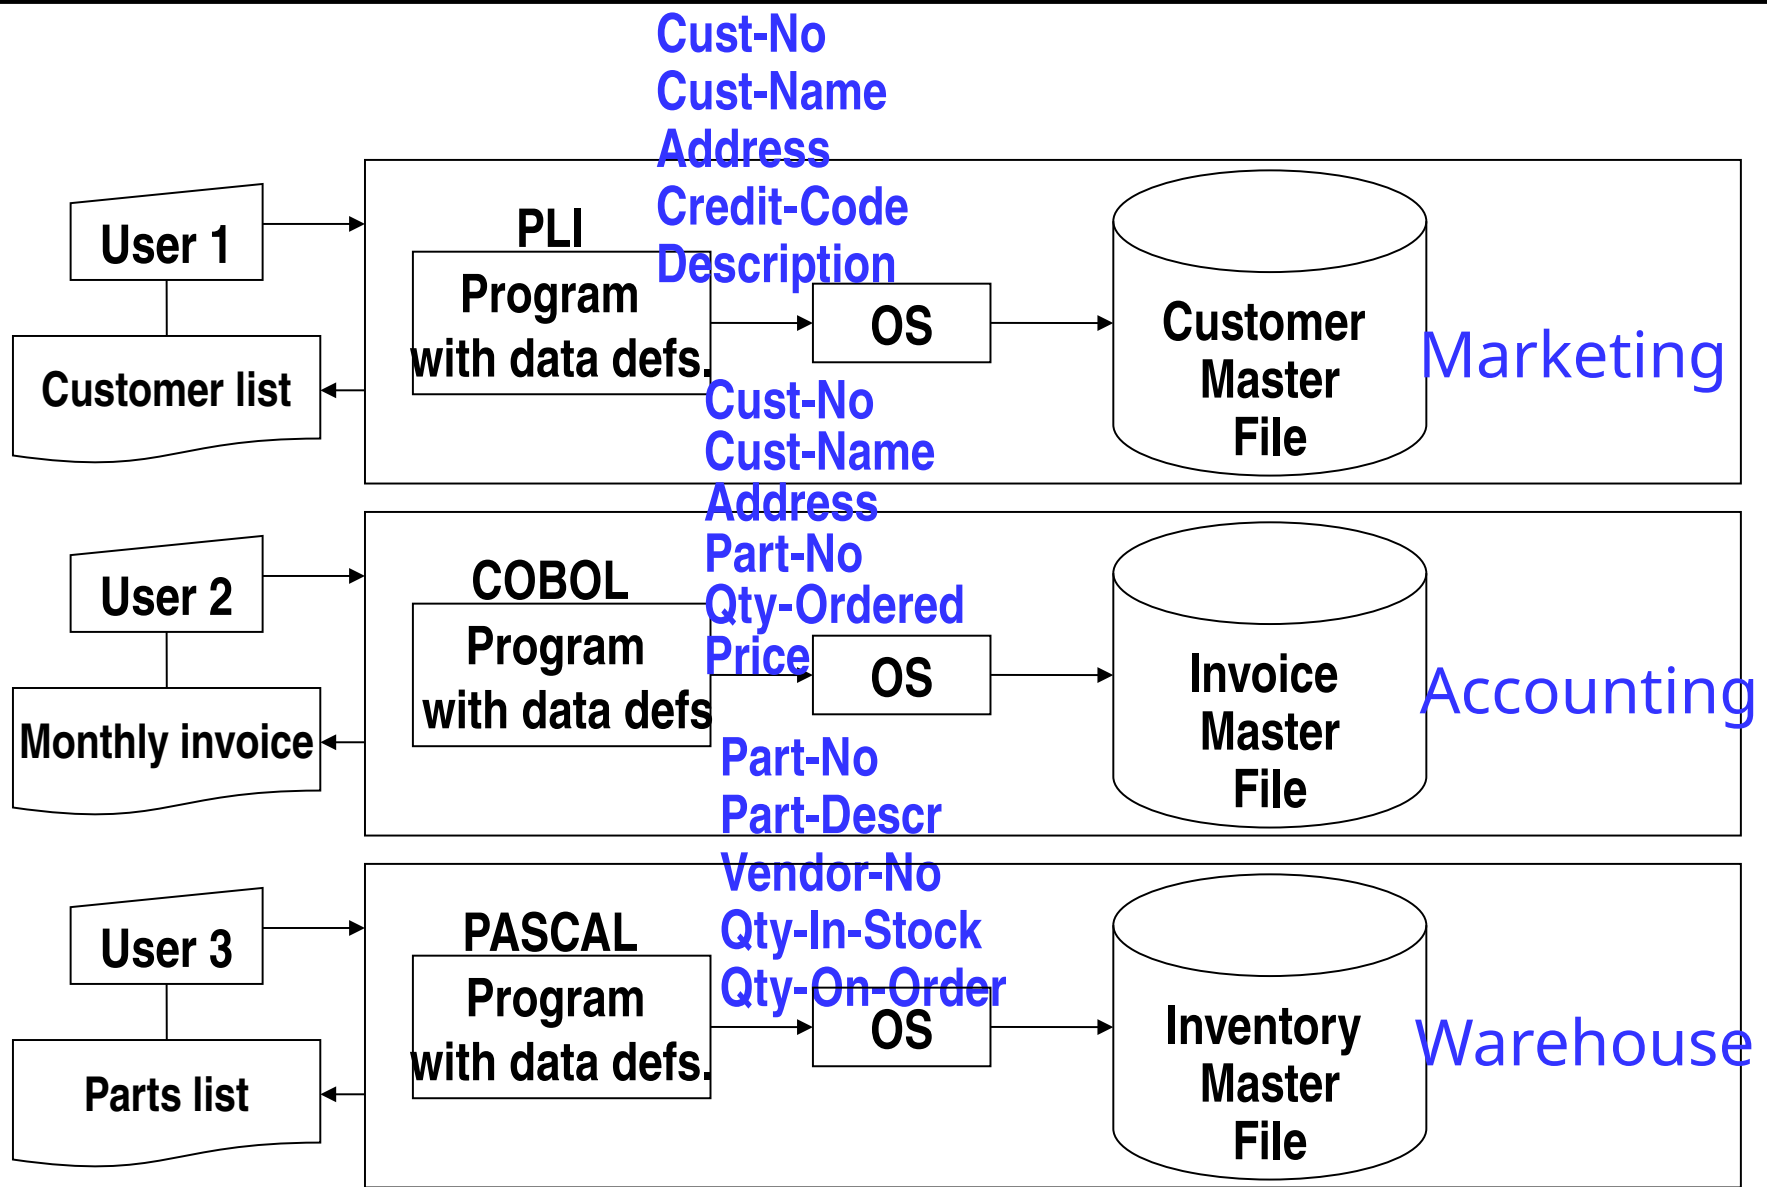 Cust-No
Cust-Name
Address
Credit-Code
Description
User 1
PLI
Program
with data defs.
OS
Customer
Master
File
Marketing
Customer list
Cust-No
Cust-Name
Address
Part-No
Qty-Ordered
Price
User 2
COBOL
Program
with data defs
OS
Invoice
Master
File
Accounting
Monthly invoice
Part-No
Part-Descr
Vendor-No
Qty-In-Stock
Qty-On-Order
User 3
PASCAL
Program
with data defs.
OS
Inventory
Master
File
Warehouse
Parts list